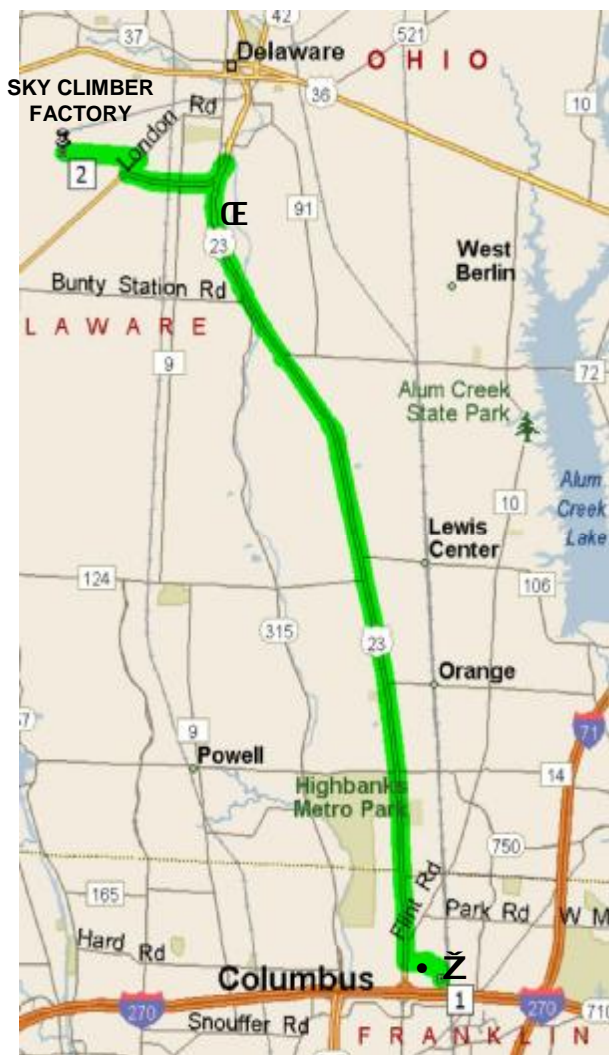 42
37
521
Delaware
OHIO
SKY CLIMBER
FACTORY
36
10
London Rd
2
91
Œ
23
West
Berlin
Bunty Station Rd
LAWARE
9
72
Alum Creek
State Park
Alum
Creek
Lake
10
Lewis
Center
124
106
315
23
Orange
71
9
Powell
14
Highbanks
Metro Park
750
Flint Rd
165
Park Rd
W M
Hard Rd
• Ž
Columbus
1
270
270
710
Snouffer Rd
FRANKLIN